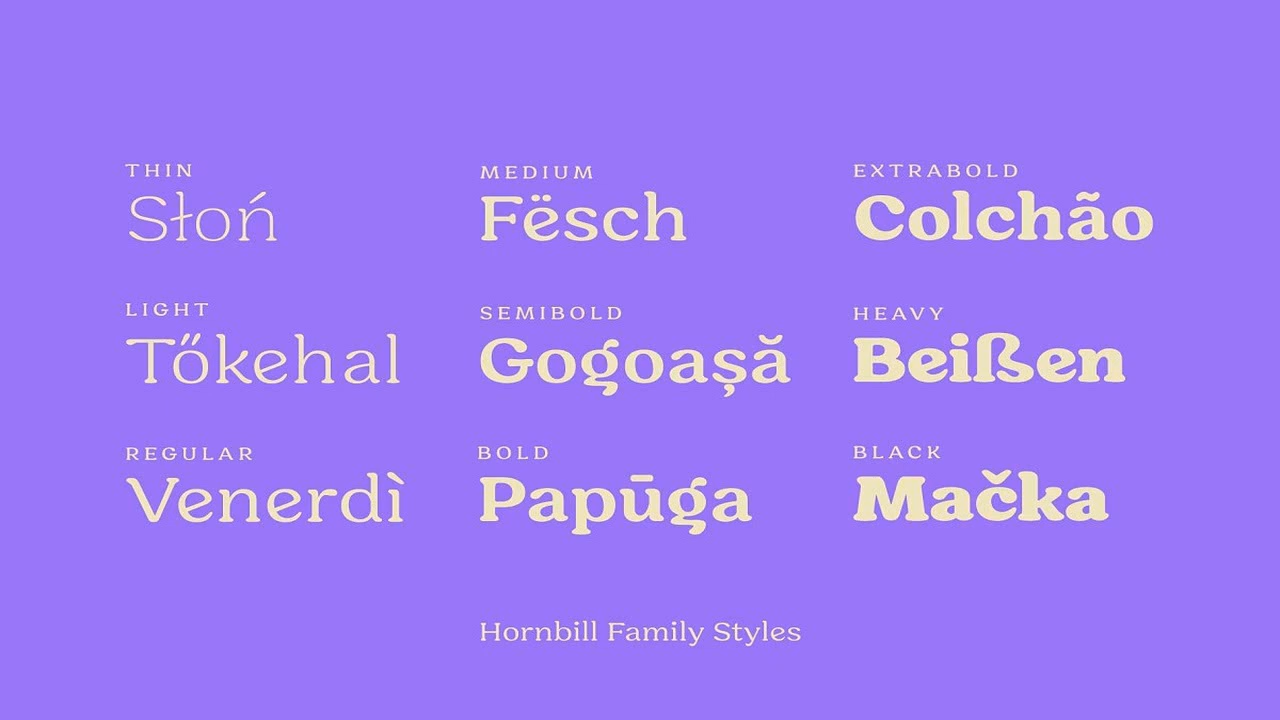 THIN
Słoń
LIGHT
Tőkehal
REGULAR
Venerdì
MEDIUM
Fësch
SEMIBOLD
Gogoașă
BOLD
Papūga
EXTRABOLD
Colchão
HEAVY
Beißen
BLACK
Mačka
Hornbill Family Styles